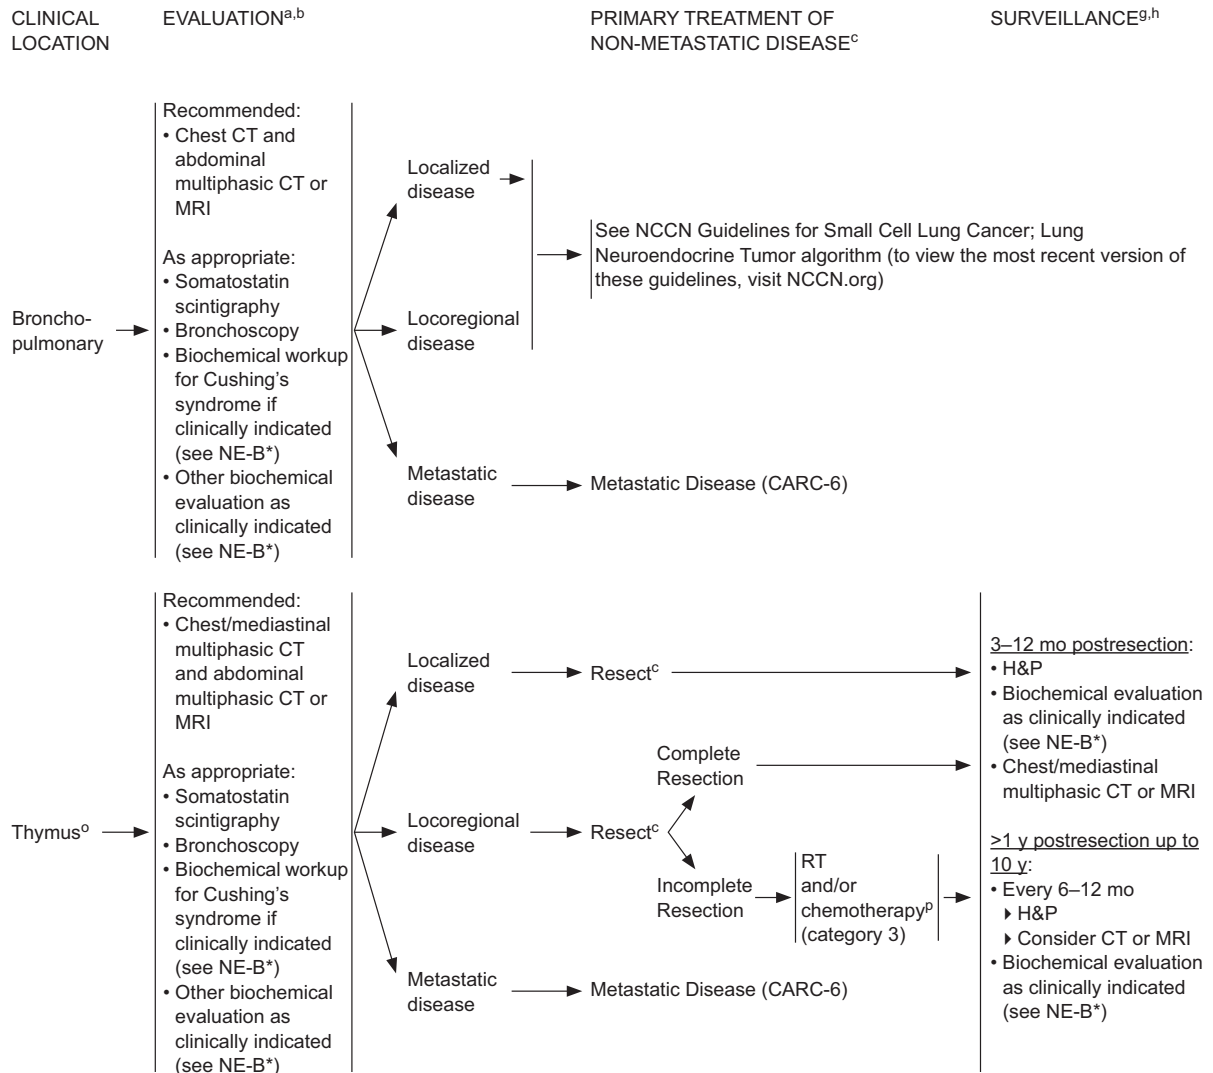 CLINICAL
LOCATION
EVALUATIONa,b
PRIMARY TREATMENT OF
NON-METASTATIC DISEASEc
SURVEILLANCEg,h
Broncho-
pulmonary
Recommended:
• Chest CT and
abdominal
multiphasic CT or
MRI
As appropriate:
• Somatostatin
scintigraphy
• Bronchoscopy
• Biochemical workup
for Cushing's
syndrome if
clinically indicated
(see NE-B*)
• Other biochemical
evaluation as
clinically indicated
(see NE-B*)
Localized
disease
Locoregional
disease
See NCCN Guidelines for Small Cell Lung Cancer; Lung
Neuroendocrine Tumor algorithm (to view the most recent version of
these guidelines, visit NCCN.org)
Metastatic
disease
Metastatic Disease (CARC-6)
Thymuso
Recommended:
• Chest/mediastinal
multiphasic CT
and abdominal
multiphasic CT or
MRI
As appropriate:
• Somatostatin
scintigraphy
• Bronchoscopy
• Biochemical workup
for Cushing's
syndrome if
clinically indicated
(see NE-B*)
• Other biochemical
evaluation as
clinically indicated
(see NE-B*)
Localized
disease
Resectc
Locoregional
disease
Resectc
Complete
Resection
Incomplete
Resection
RT
and/or
chemotherapyp
(category 3)
Metastatic
disease
Metastatic Disease (CARC-6)
3–12 mo postresection:
• H&P
• Biochemical evaluation
as clinically indicated
(see NE-B*)
• Chest/mediastinal
multiphasic CT or MRI
>1 y postresection up to
10 y:
• Every 6–12 mo
H&P
Consider CT or MRI
• Biochemical evaluation
as clinically indicated
(see NE-B*)